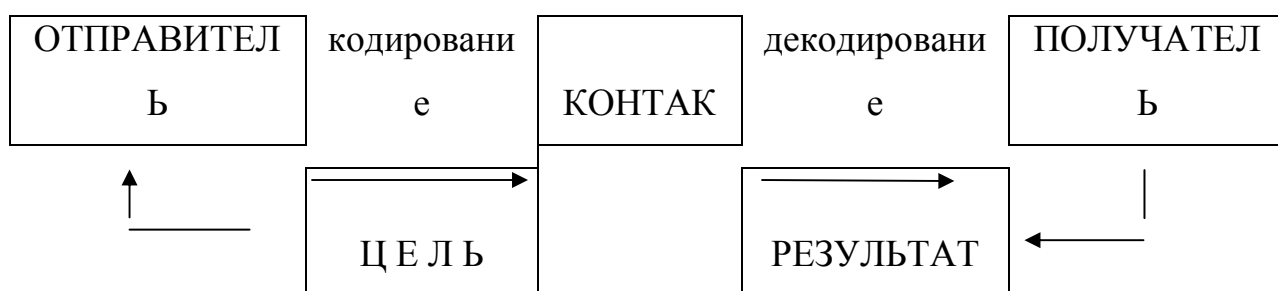 ОТПРАВИТЕЛ
Ь
кодировани
е
КОНТАК
декодировани
е
ПОЛУЧАТЕЛ
Ь
Ц Е Л Ь
РЕЗУЛЬТАТ